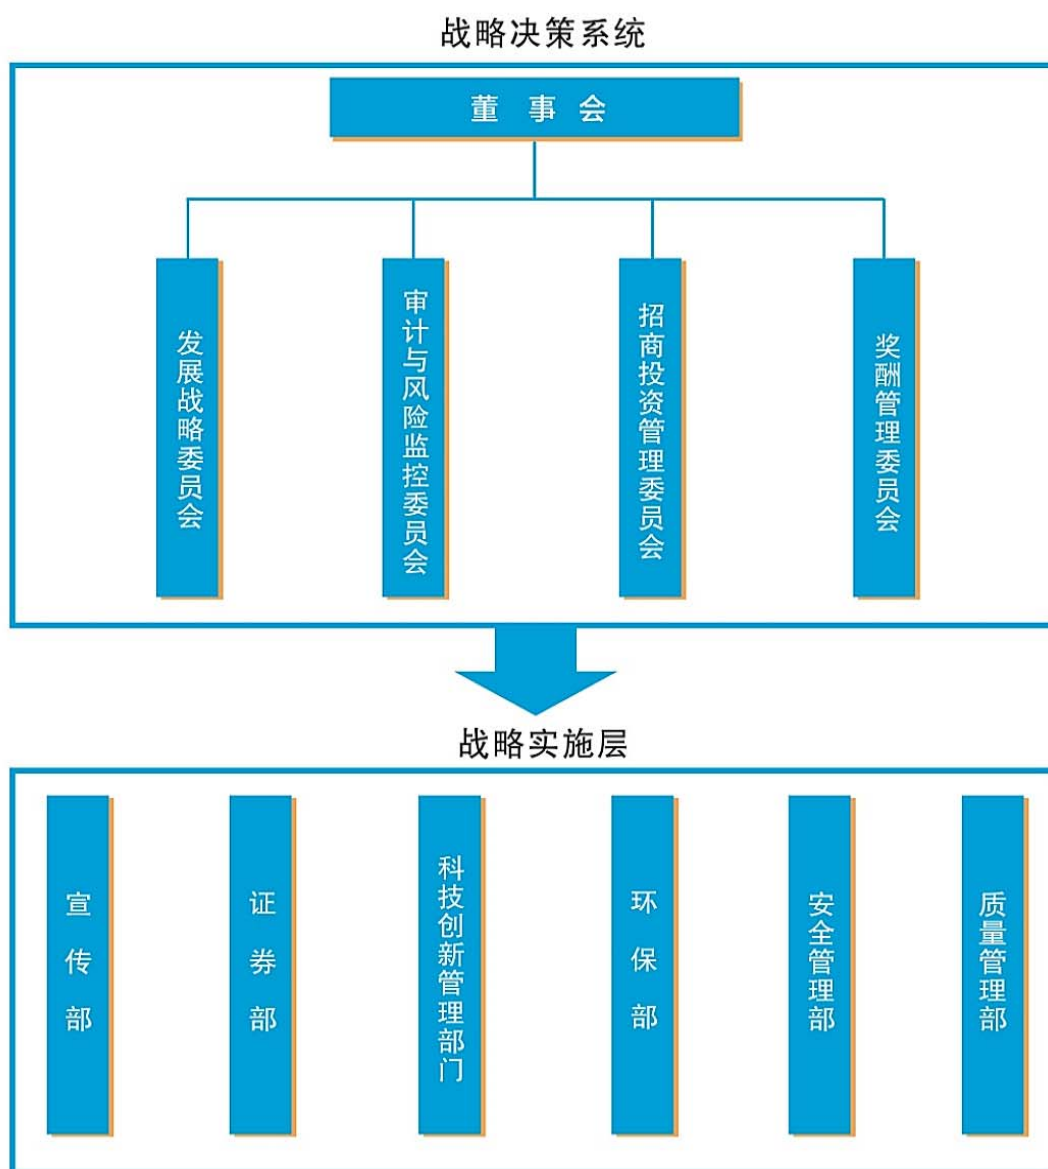 战略决策系统
董事会
发展战略委员会
审计与风险监控委员会
招商投资管理委员会
奖酬管理委员会
战略实施层
宣传部
证券部
科技创新管理部门
环保部
安全管理部
质量管理部